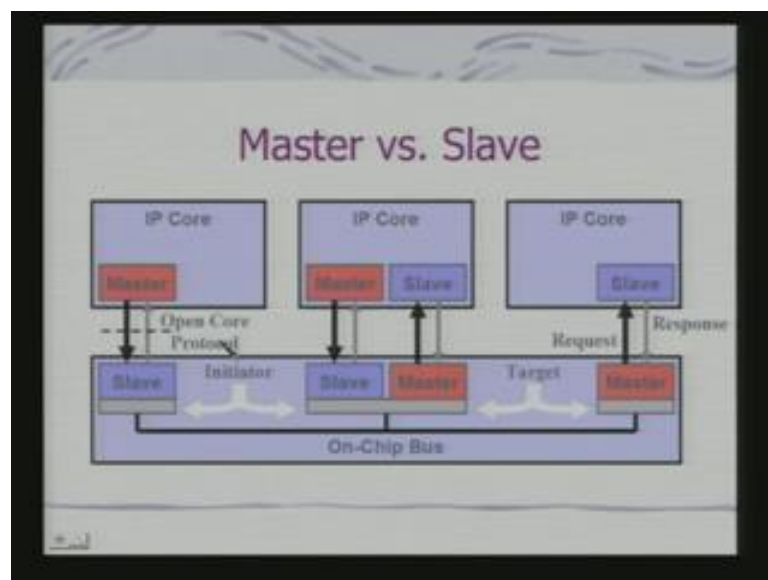 Master vs. Slave
IP Core
IP Core
IP Core
Master
Master
Slave
Slave
Open Core
Protocol
Request
Response
Slave
Initiator
Slave
Master
Target
Master
On-Chip Bus